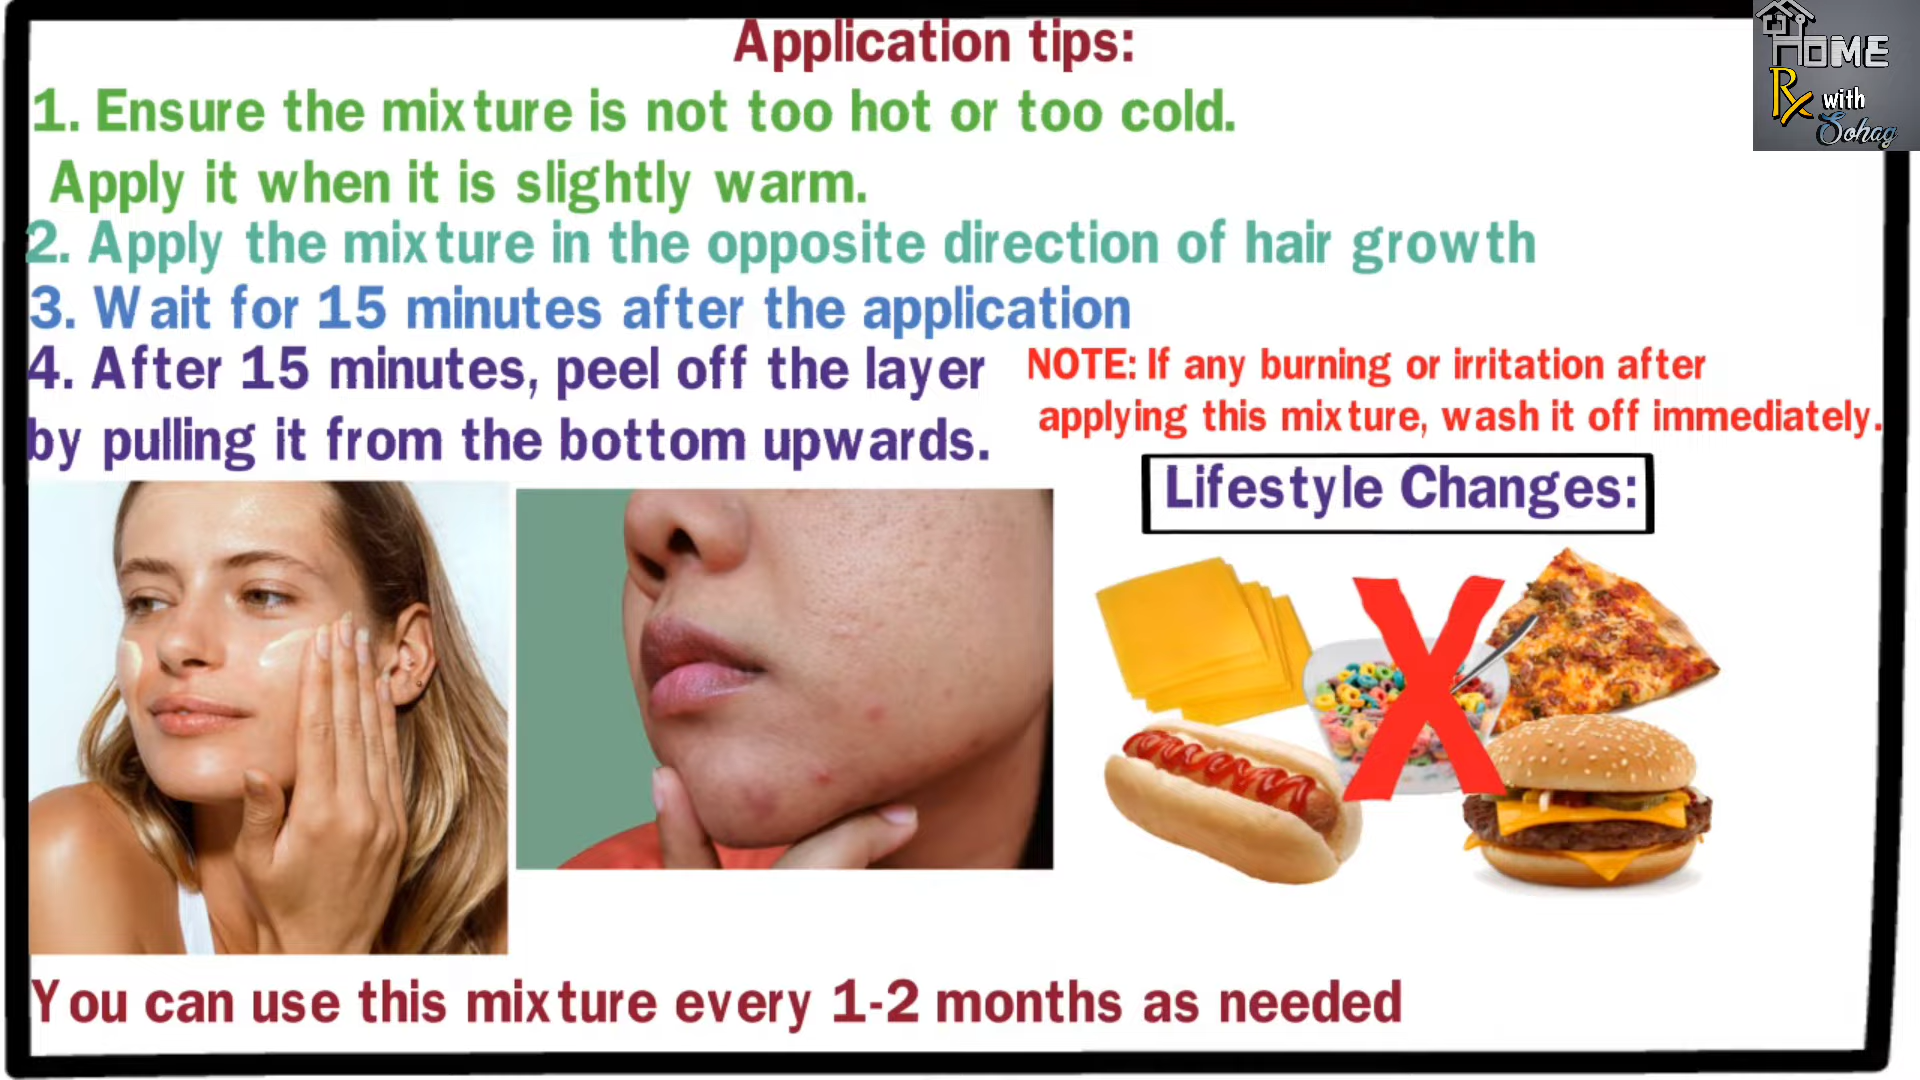 Application tips:
1. Ensure the mixture is not too hot or too cold.
Apply it when it is slightly warm.
2. Apply the mixture in the opposite direction of hair growth
3. Wait for 15 minutes after the application
4. After 15 minutes, peel off the layer
by pulling it from the bottom upwards.
NOTE: If any burning or irritation after
applying this mixture, wash it off immediately.
Lifestyle Changes:
X
You can use this mixture every 1-2 months as needed
HOME
Rx with
Sohag